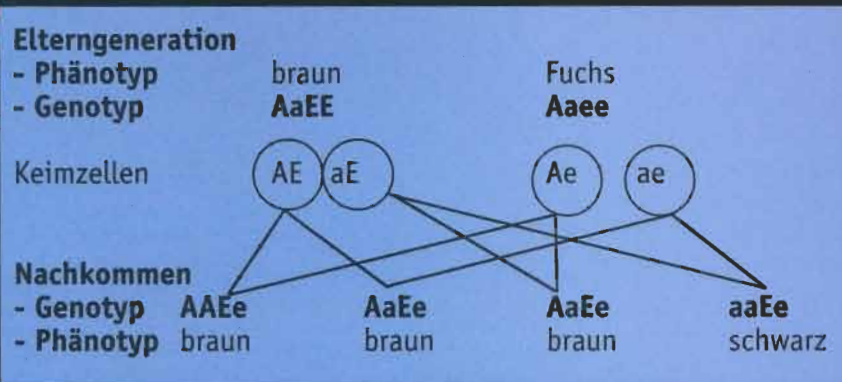 Elterngeneration
- Phänotyp braun Fuchs
- Genotyp AaEE Aaee
Keimzellen AE aE Ae ae
Nachkommen
- Genotyp AAEe AaEe AaEe aaEe
- Phänotyp braun braun braun schwarz